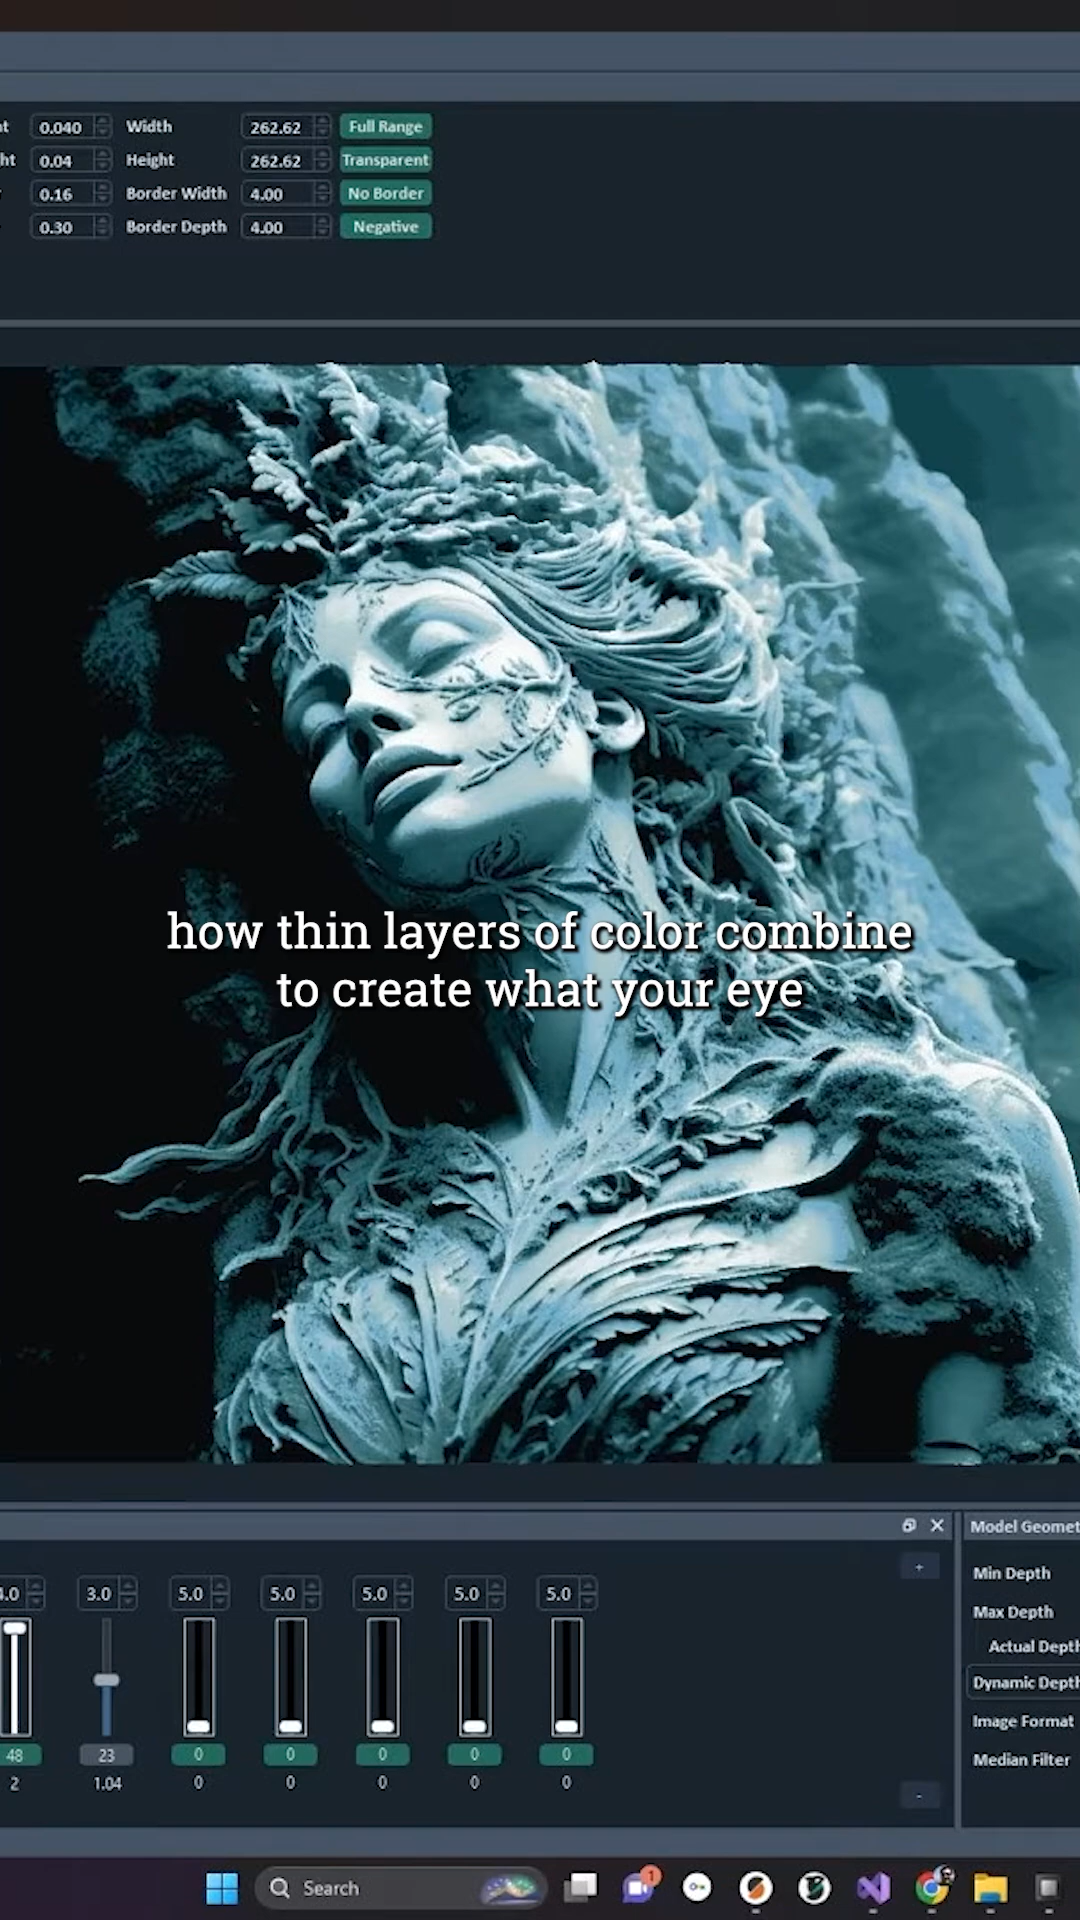 0.040 Width 262.62 Full Range
0.04 Height 262.62 Transparent
0.16 Border Width 4.00 No Border
0.30 Border Depth 4.00 Negative
how thin layers of color combine
to create what your eye
Model Geomet
Min Depth
Max Depth
Actual Depth
Dynamic Depth
Image Format
Median Filter
3.0 5.0 5.0 5.0 5.0 5.0
48 23 0 0 0 0 0
2 1.04 0 0 0 0 0
+
-
Search
1